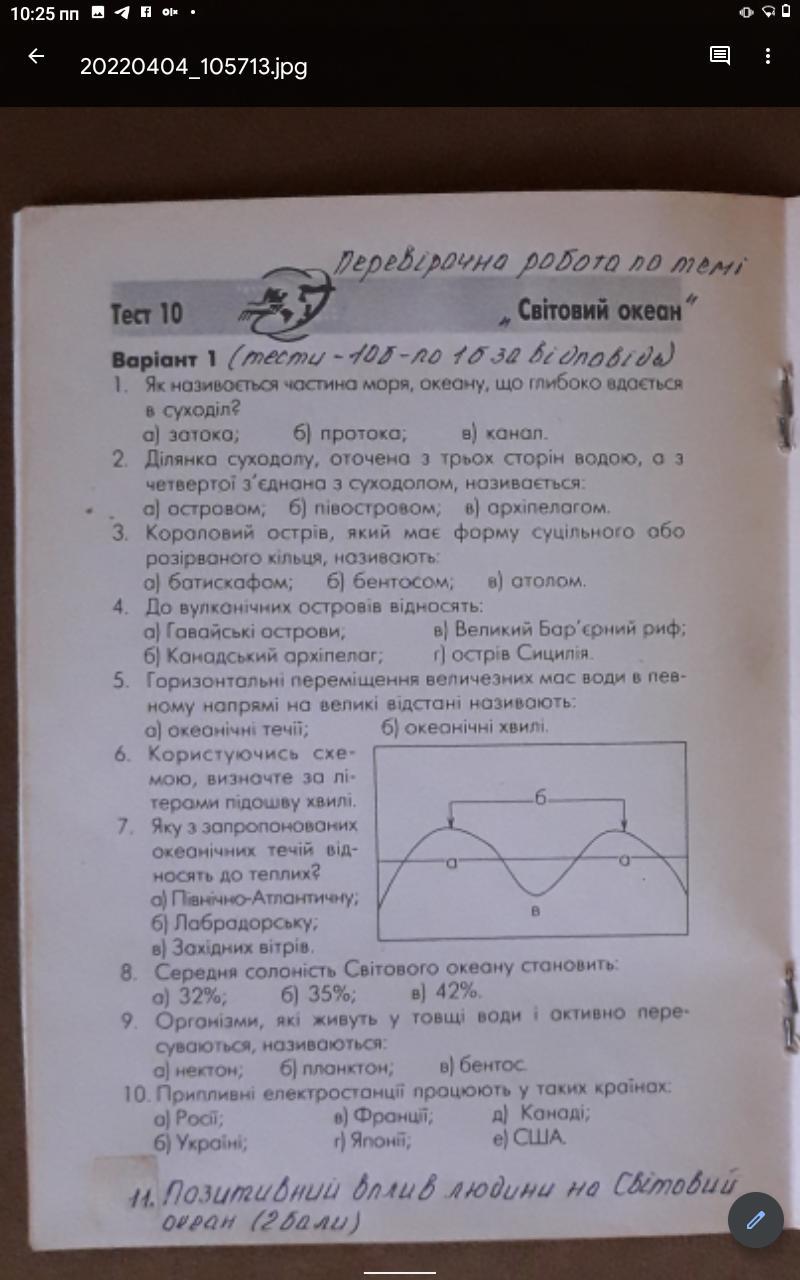 10:25 пп
20220404_105713.jpg
Перевірочна робота по темі
Тест 10
„Світовий океан"
Варіант 1 (тести - 10б - по 1б за відповідь)
1. Як називається частина моря, океану, що глибоко вдається
в суходіл?
а) затока; б) протока; в) канал.
2. Ділянка суходолу, оточена з трьох сторін водою, а з
четвертої з'єднана з суходолом, називається:
а) островом; б) півостровом; в) архіпелагом.
3. Кораловий острів, який має форму суцільного або
розірваного кільця, називають:
а) батискафом; б) бентосом; в) атолом.
4. До вулканічних островів відносять:
а) Гавайські острови; в) Великий Бар'єрний риф;
б) Канадський архіпелаг; г) острів Сицилія.
5. Горизонтальні переміщення величезних мас води в пев-
ному напрямі на великі відстані називають:
а) океанічні течії; б) океанічні хвилі.
6. Користуючись схе-
мою, визначте за лі-
терами підошву хвилі.
7. Яку з запропонованих
океанічних течій від-
носять до теплих?
а) Північно-Атлантичну;
б) Лабрадорську;
в) Західних вітрів.
б
а а
в
8. Середня солоність Світового океану становить:
а) 32%; б) 35%; в) 42%.
9. Організми, які живуть у товщі води і активно пере-
суваються, називаються:
а) нектон; б) планктон; в) бентос.
10. Припливні електростанції працюють у таких країнах:
а) Росії; в) Франції; д) Канаді;
б) Україні; г) Японії; е) США.
11. Позитивний вплив людини на Світовий
океан (2 бали)